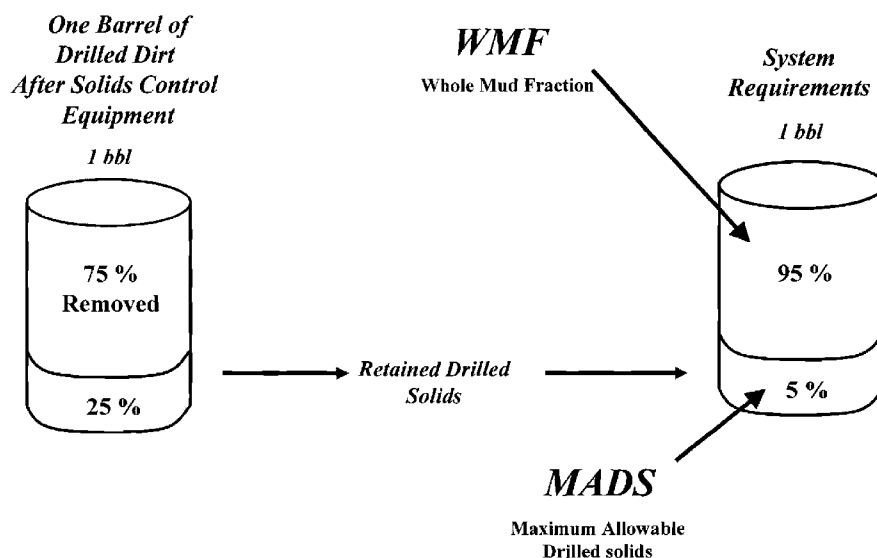 One Barrel of
Drilled Dirt
After Solids Control
Equipment
1 bbl
75 %
Removed
25 %
Retained Drilled
Solids
WMF
Whole Mud Fraction
System
Requirements
1 bbl
95 %
5 %
MADS
Maximum Allowable
Drilled solids